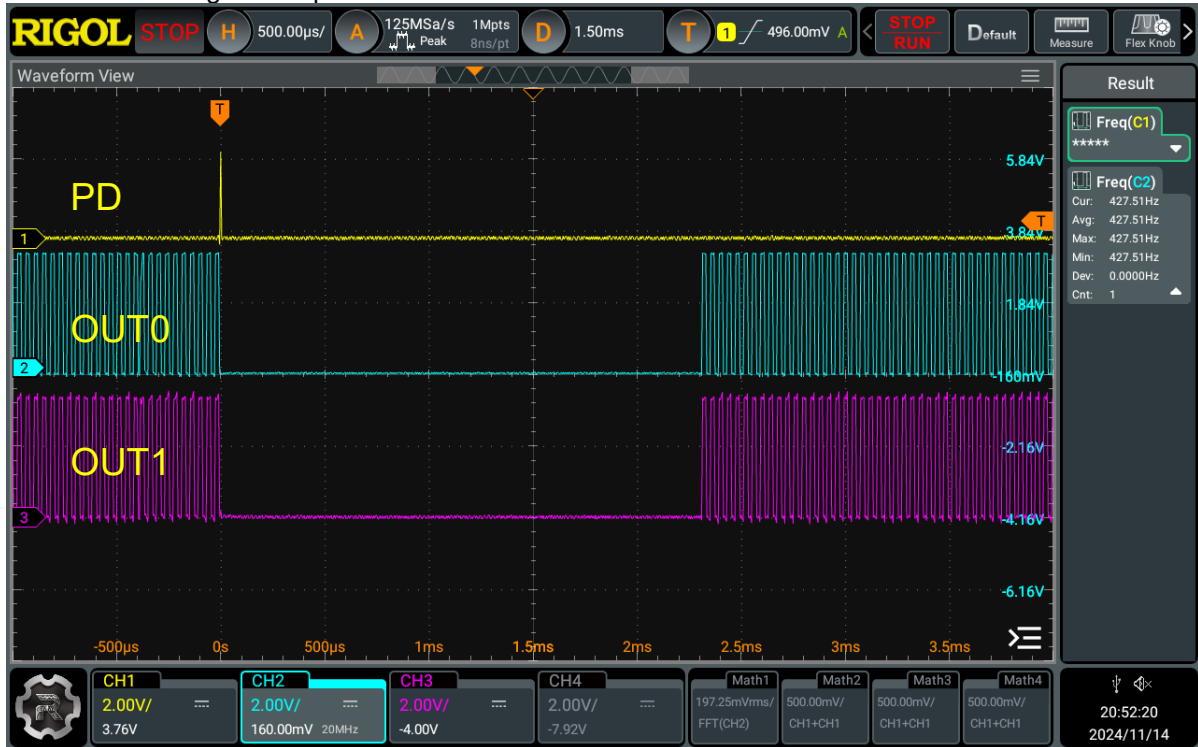 RIGOL STOP H 500.00µs/ A 125MSa/s 1Mpts Peak 8ns/pt D 1.50ms T 1 496.00mV A < STOP RUN Default Measure Flex Knob >
Waveform View
Result
T
Freq(C1)
*****
5.84V
PD
Freq(C2)
Cur: 427.51Hz
Avg: 427.51Hz
Max: 427.51Hz
Min: 427.51Hz
Dev: 0.0000Hz
Cnt: 1
T
1
3.84V
1.84V
OUT0
2
-160mV
OUT1
-2.16V
3
-4.16V
-6.16V
-500µs 0s 500µs 1ms 1.5ms 2ms 2.5ms 3ms 3.5ms
CH1 CH2 CH3 CH4 Math1 Math2 Math3 Math4
2.00V/ 2.00V/ 2.00V/ 2.00V/ 197.25mVrms/ 500.00mV/ 500.00mV/ 500.00mV/
3.76V 160.00mV 20MHz -4.00V -7.92V FFT(CH2) CH1+CH1 CH1+CH1 CH1+CH1
20:52:20
2024/11/14